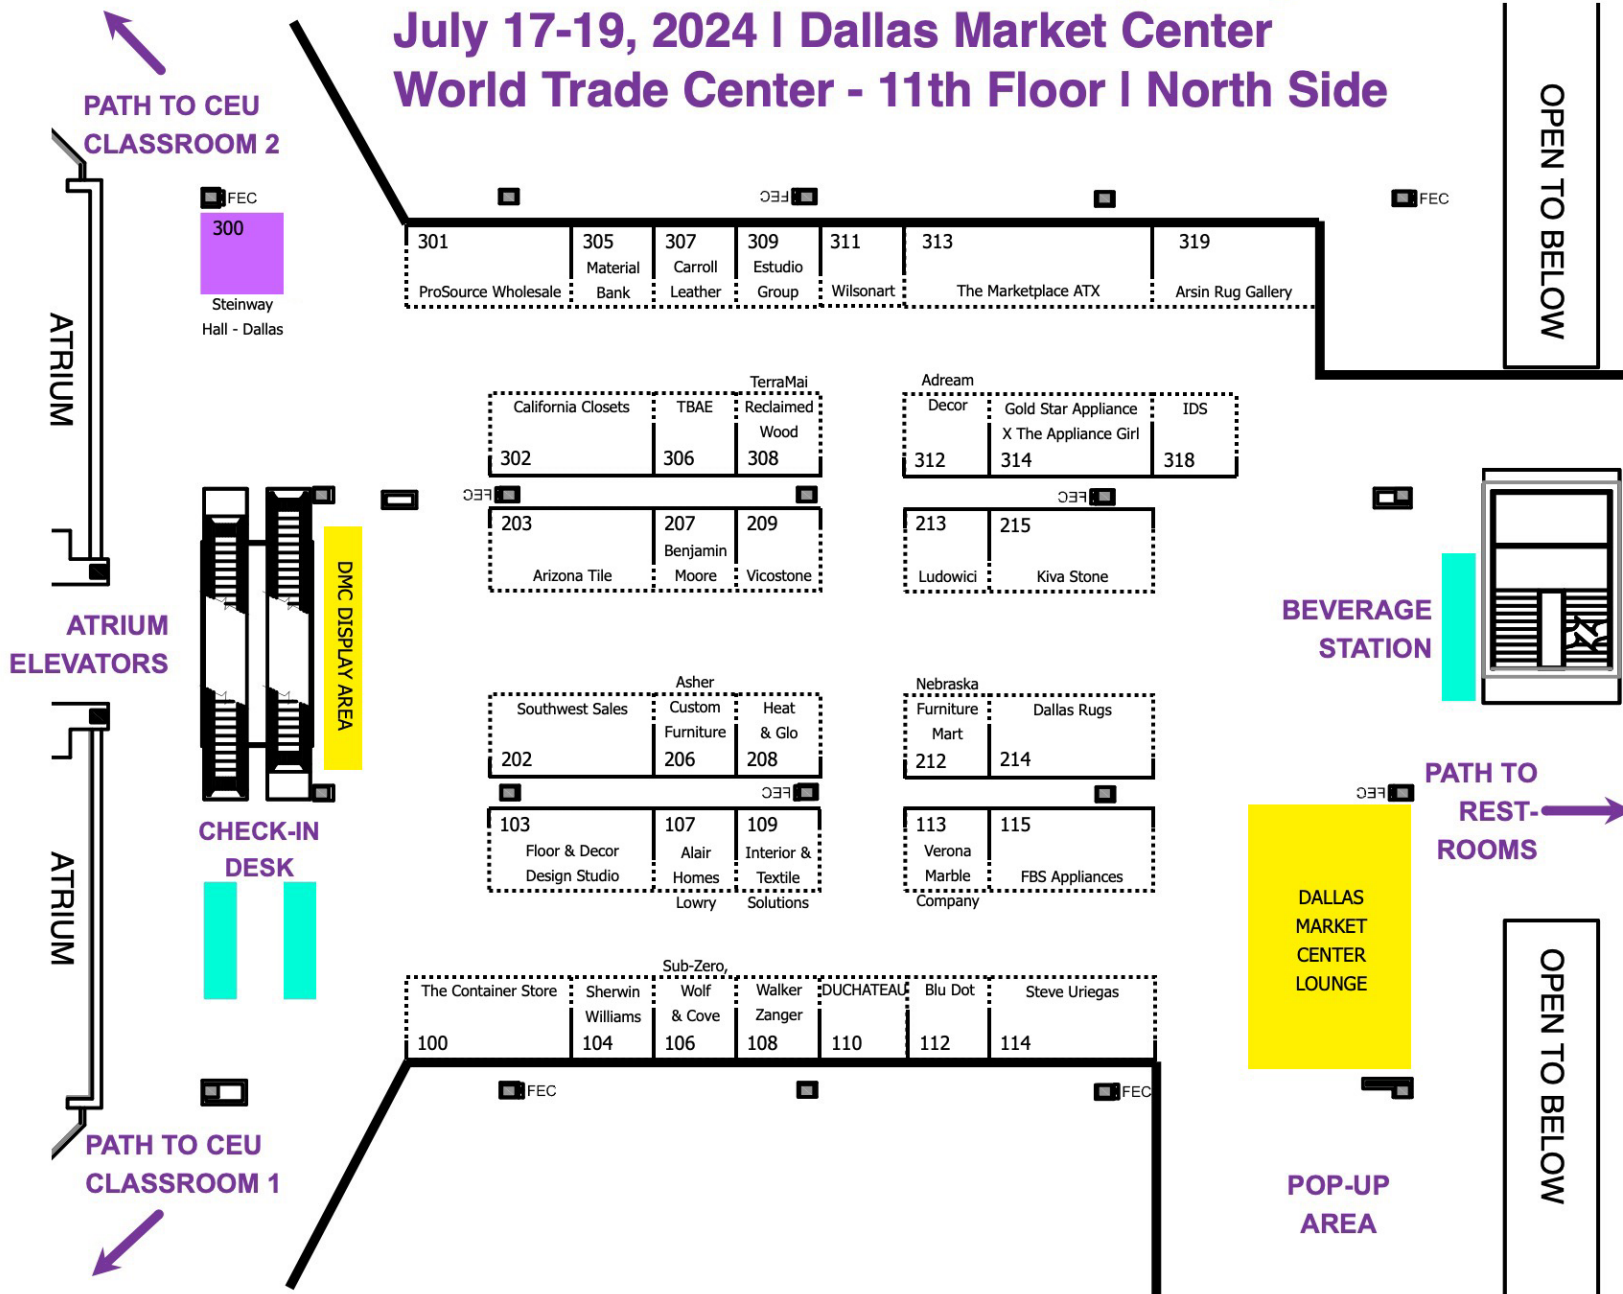 July 17-19, 2024 | Dallas Market Center
World Trade Center - 11th Floor | North Side
PATH TO CEU
CLASSROOM 2
FEC
FEC
FEC
OPEN TO BELOW
ATRIUM
300
Steinway
Hall - Dallas
301
ProSource Wholesale
305
Material
Bank
307
Carroll
Leather
309
Estudio
Group
311
Wilsonart
313
The Marketplace ATX
319
Arsin Rug Gallery
California Closets
302
TBAE
306
TerraMai
Reclaimed
Wood
308
Adream
Decor
312
Gold Star Appliance
X The Appliance Girl
314
IDS
318
FEC
FEC
203
Arizona Tile
207
Benjamin
Moore
209
Vicostone
213
Ludowici
215
Kiva Stone
DMC DISPLAY AREA
ATRIUM
ELEVATORS
BEVERAGE
STATION
Southwest Sales
202
Asher
Custom
Furniture
206
Heat
& Glo
208
Nebraska
Furniture
Mart
212
Dallas Rugs
214
FEC
FEC
PATH TO
REST-
ROOMS
CHECK-IN
DESK
103
Floor & Decor
Design Studio
107
Alair
Homes
Lowry
109
Interior &
Textile
Solutions
113
Verona
Marble
Company
115
FBS Appliances
DALLAS
MARKET
CENTER
LOUNGE
ATRIUM
The Container Store
100
Sherwin
Williams
104
Sub-Zero,
Wolf
& Cove
106
Walker
Zanger
108
DUCHATEAU
110
Blu Dot
112
Steve Uriegas
114
FEC
FEC
OPEN TO BELOW
PATH TO CEU
CLASSROOM 1
POP-UP
AREA